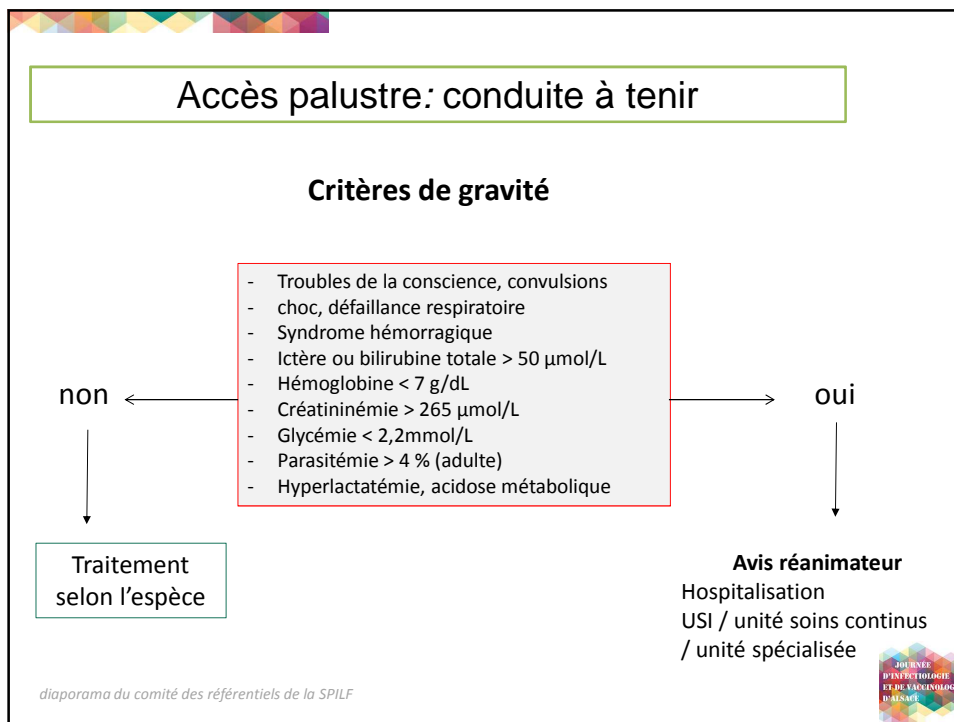 Accès palustre: conduite à tenir
Critères de gravité
- Troubles de la conscience, convulsions
- choc, défaillance respiratoire
- Syndrome hémorragique
- Ictère ou bilirubine totale > 50 µmol/L
- Hémoglobine < 7 g/dL
- Créatininémie > 265 µmol/L
- Glycémie < 2,2mmol/L
- Parasitémie > 4 % (adulte)
- Hyperlactatémie, acidose métabolique
non
oui
Traitement
selon l’espèce
Avis réanimateur
Hospitalisation
USI / unité soins continus
/ unité spécialisée
diaporama du comité des référentiels de la SPILF
JOURNÉE
D'INFECTIOLOGIE
ET DE VACCINOLOG
D'ALSACE